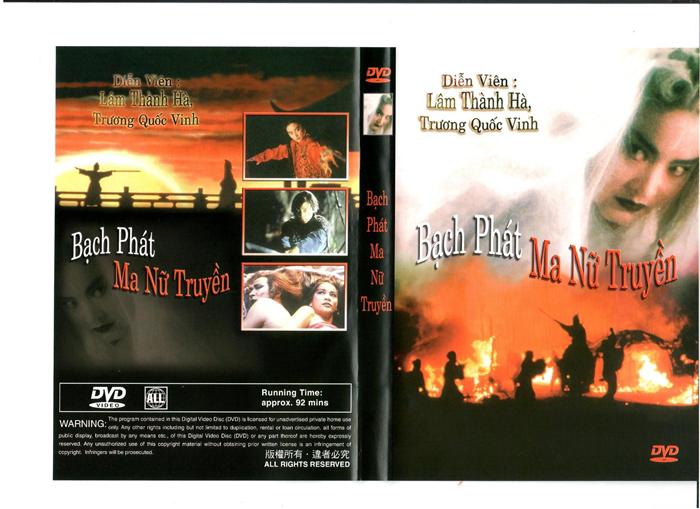 Diễn Viên :
Lâm Thành Hà,
Trương Quốc Vinh
Bạch Phát
Ma Nữ Truyền
DVD
VIDEO
ALL
Running Time:
approx. 92 mins
WARNING: The program contained in this Digital Video Disc (DVD) is licensed for unadvertised private home use
only. Any other rights including but not limited to duplication, rental or loan circulation, all forms of
public display, broadcast by any means etc., of this Digital Video Disc (DVD) or any part thereof are hereby expressly
reserved. Any unauthorized use of this copyright material without obtaining prior written license is an infringement of
copyright. Infringers will be prosecuted.
版權所有 · 違者必究
ALL RIGHTS RESERVED
DVD
Bạch
Phát
Ma
Nữ
Truyền
Diễn Viên :
Lâm Thành Hà,
Trương Quốc Vinh
Bạch Phát
Ma Nữ Truyền
DVD